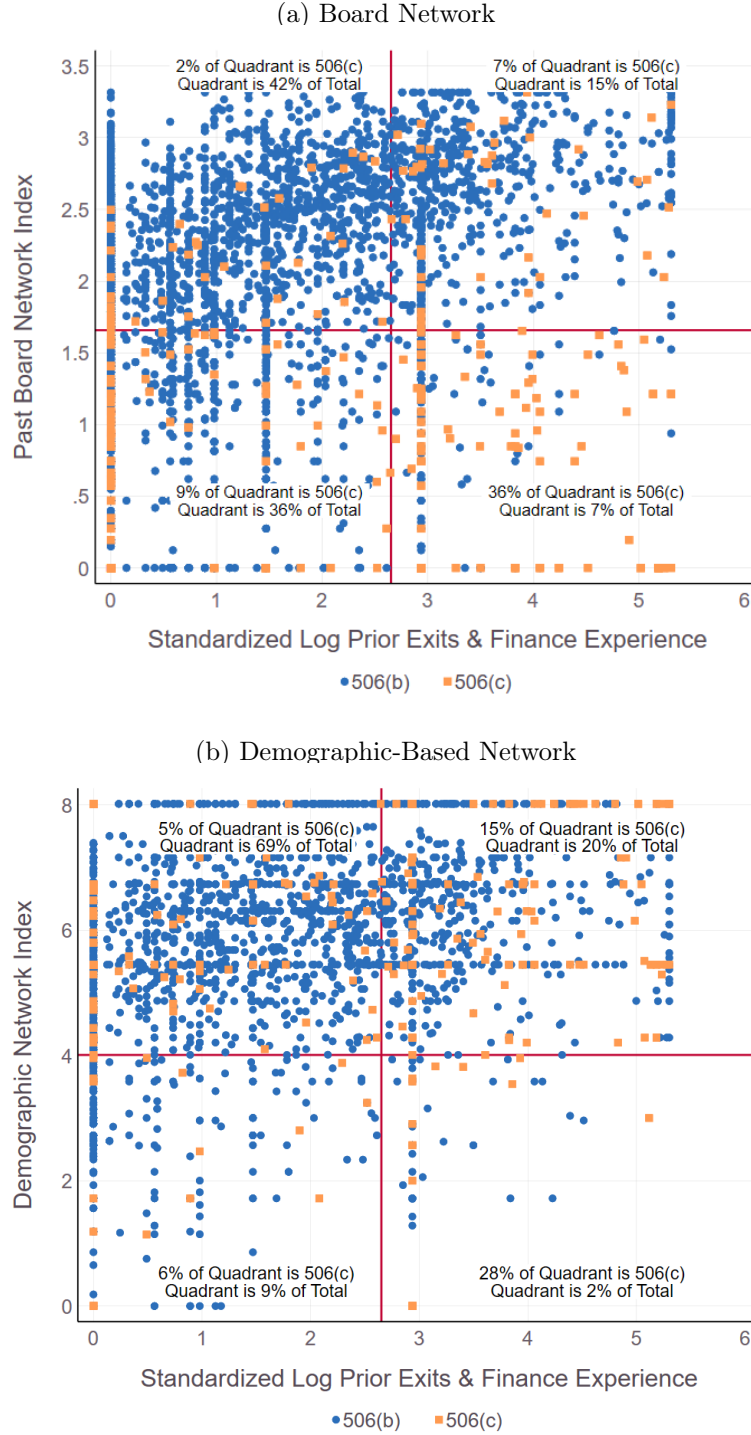 (a) Board Network
2% of Quadrant is 506(c)
Quadrant is 42% of Total
7% of Quadrant is 506(c)
Quadrant is 15% of Total
3.5
3
2.5
2
1.5
1
.5
0
Past Board Network Index
9% of Quadrant is 506(c)
Quadrant is 36% of Total
36% of Quadrant is 506(c)
Quadrant is 7% of Total
0 1 2 3 4 5 6
Standardized Log Prior Exits & Finance Experience
506(b) 506(c)
(b) Demographic-Based Network
5% of Quadrant is 506(c)
Quadrant is 69% of Total
15% of Quadrant is 506(c)
Quadrant is 20% of Total
8
6
4
2
0
Demographic Network Index
6% of Quadrant is 506(c)
Quadrant is 9% of Total
28% of Quadrant is 506(c)
Quadrant is 2% of Total
0 1 2 3 4 5 6
Standardized Log Prior Exits & Finance Experience
506(b) 506(c)